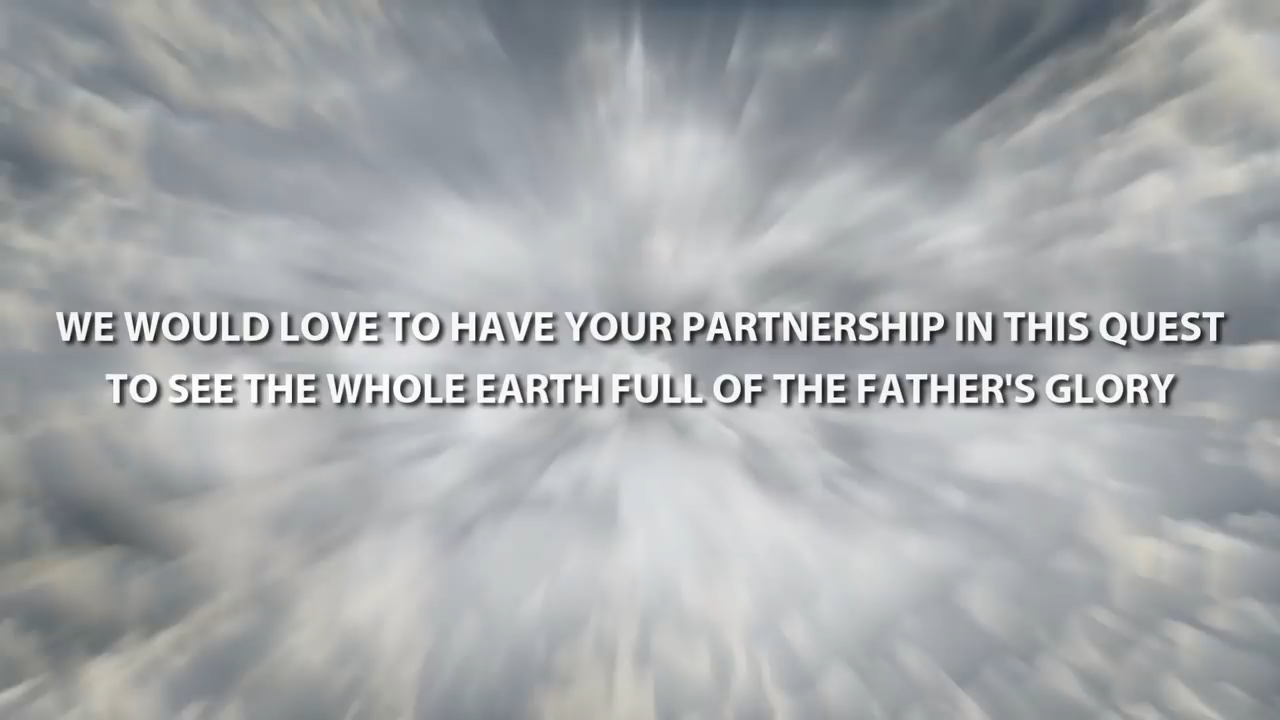 WE WOULD LOVE TO HAVE YOUR PARTNERSHIP IN THIS QUEST
TO SEE THE WHOLE EARTH FULL OF THE FATHER'S GLORY